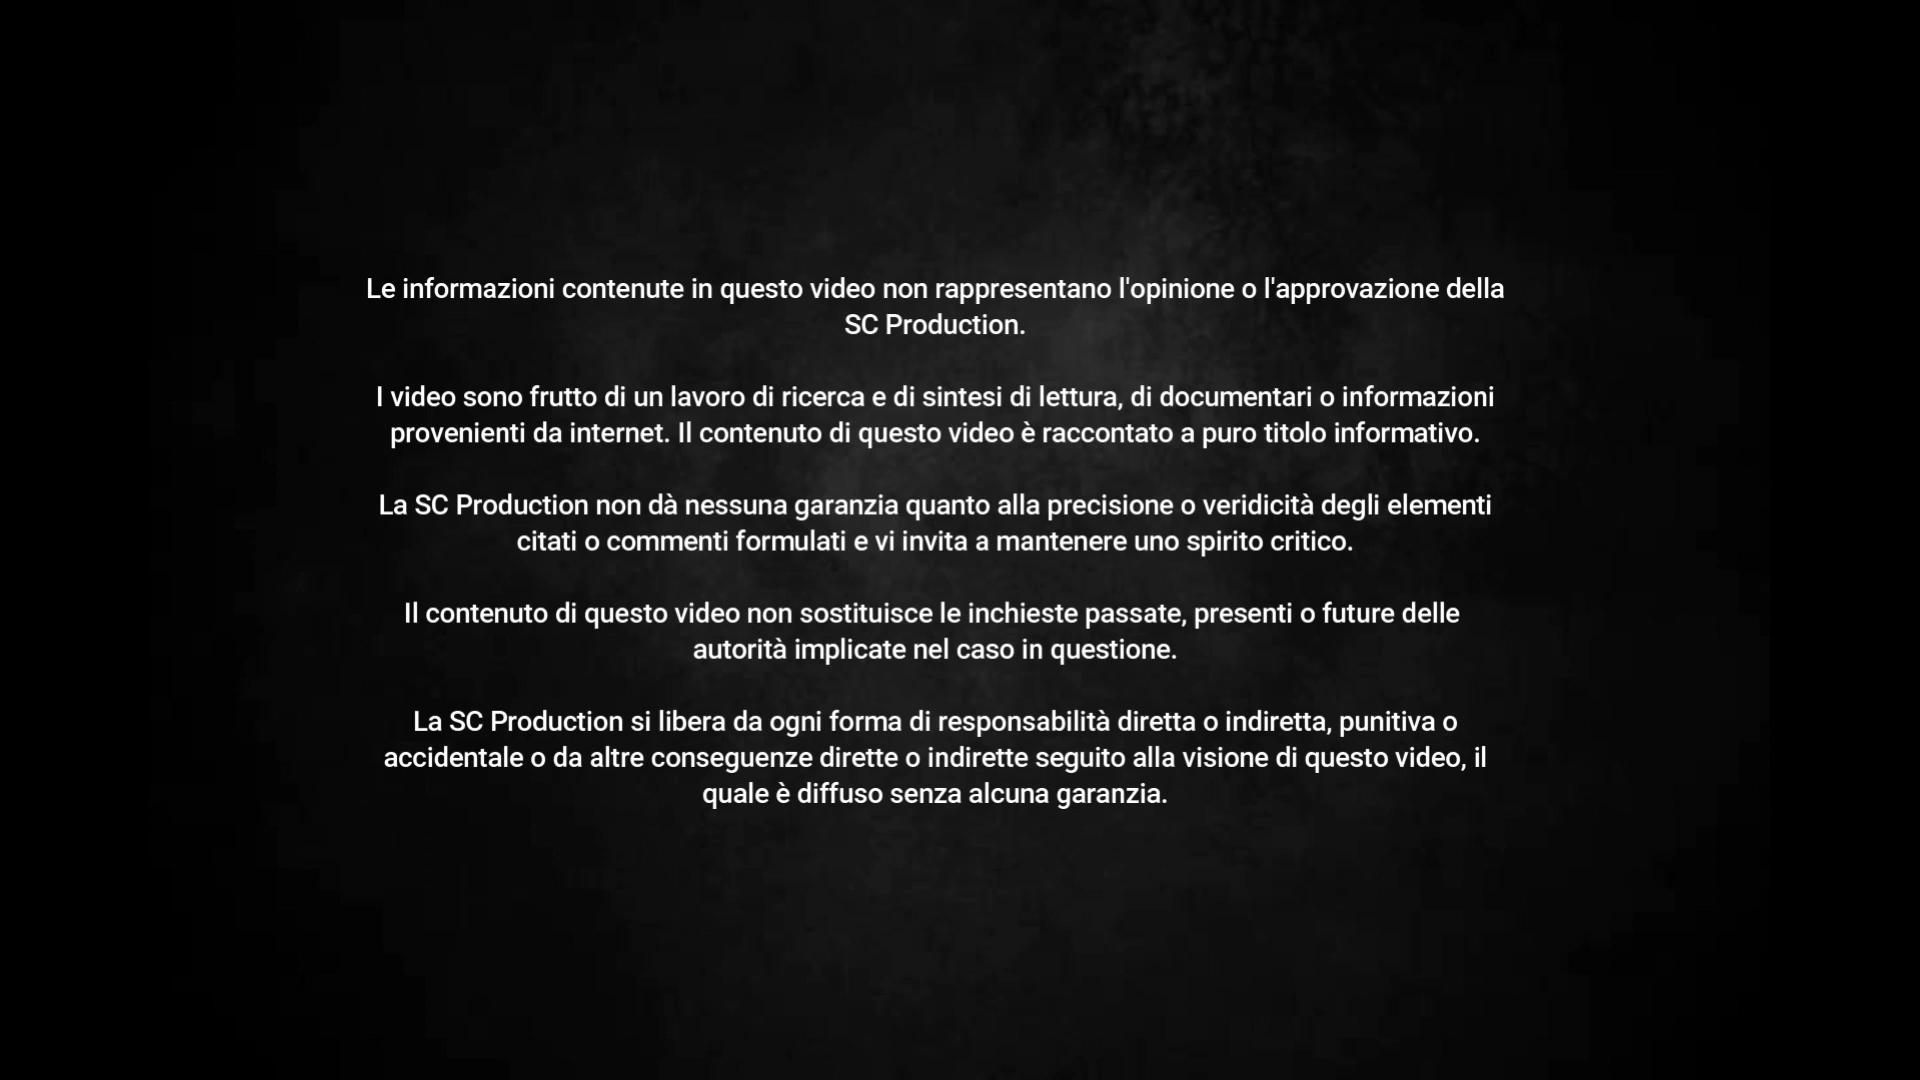 Le informazioni contenute in questo video non rappresentano l'opinione o l'approvazione della
SC Production.
I video sono frutto di un lavoro di ricerca e di sintesi di lettura, di documentari o informazioni
provenienti da internet. Il contenuto di questo video è raccontato a puro titolo informativo.
La SC Production non dà nessuna garanzia quanto alla precisione o veridicità degli elementi
citati o commenti formulati e vi invita a mantenere uno spirito critico.
Il contenuto di questo video non sostituisce le inchieste passate, presenti o future delle
autorità implicate nel caso in questione.
La SC Production si libera da ogni forma di responsabilità diretta o indiretta, punitiva o
accidentale o da altre conseguenze dirette o indirette seguito alla visione di questo video, il
quale è diffuso senza alcuna garanzia.